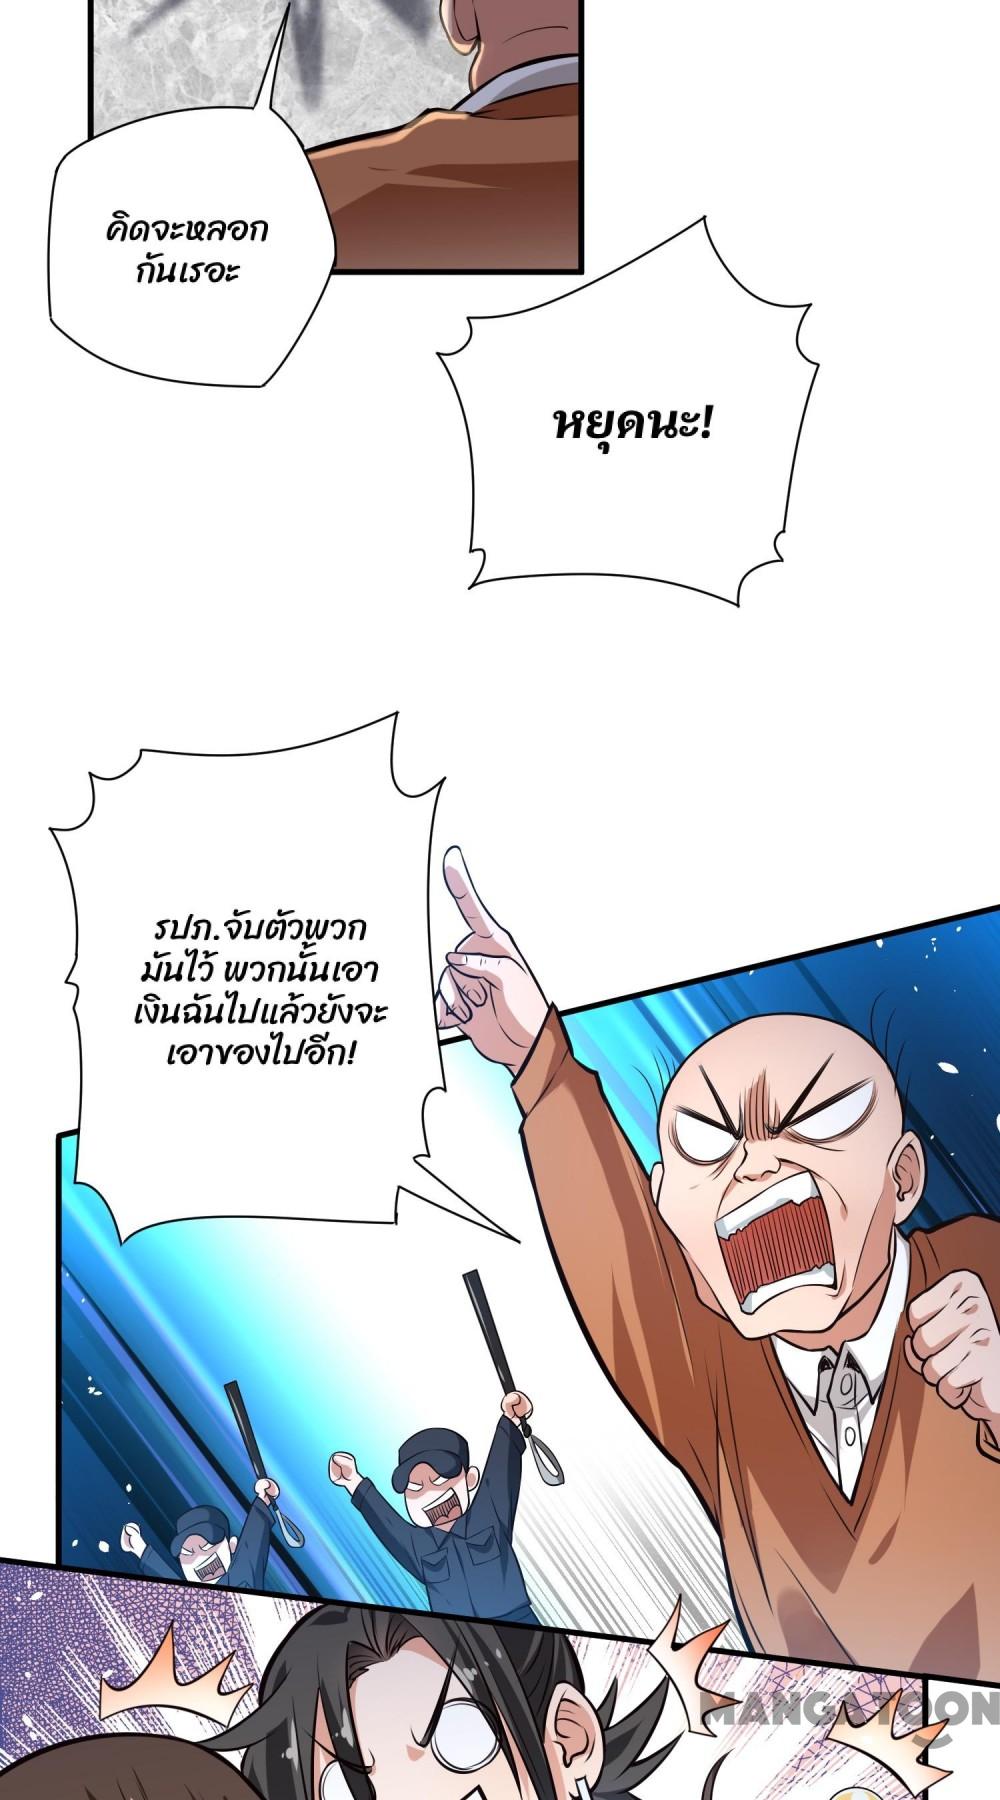 คิดจะหลอก
กันเรอะ
หยุดนะ!
รปภ.จับตัวพวก
มันไว้ พวกนั้นเอา
เงินฉันไปแล้วยังจะ
เอาของไปอีก!
MANGATOON